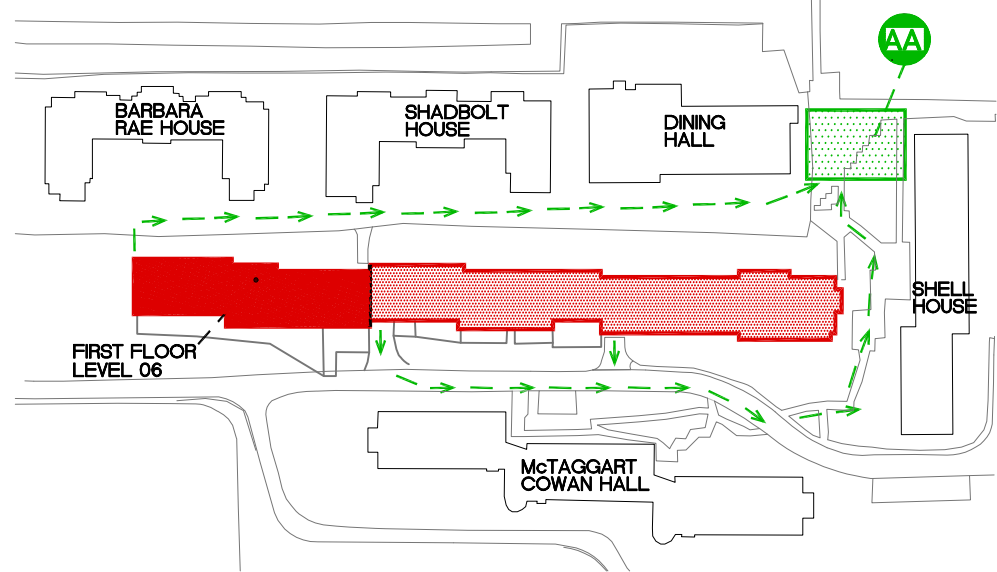 AA
BARBARA
RAE HOUSE
SHADBOLT
HOUSE
DINING
HALL
SHELL
HOUSE
FIRST FLOOR
LEVEL 06
McTAGGART
COWAN HALL